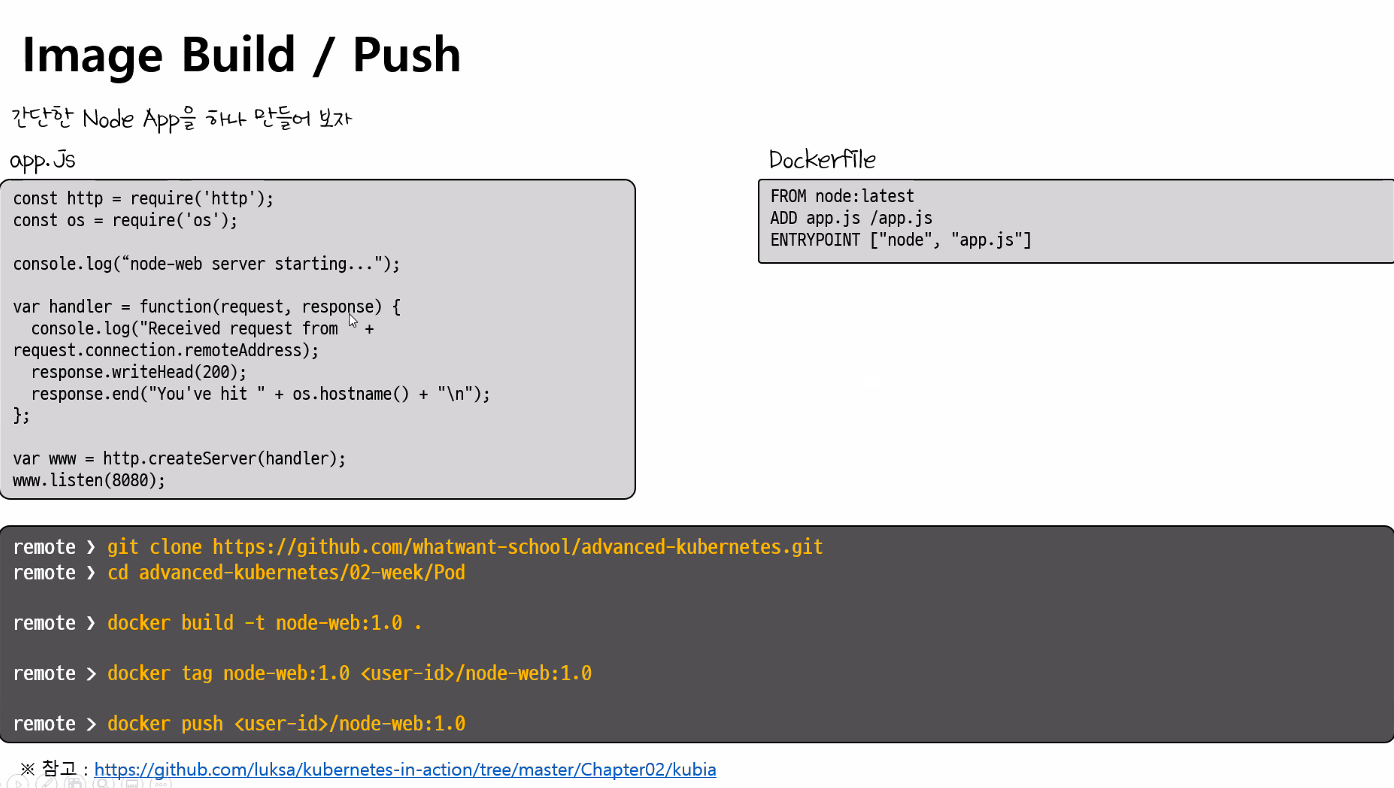 Image Build / Push
간단한 Node App을 하나 만들어 보자
app.js
const http = require('http');
const os = require('os');
console.log(“node-web server starting...");
var handler = function(request, response) {
console.log("Received request from " +
request.connection.remoteAddress);
response.writeHead(200);
response.end("You've hit " + os.hostname() + "\n");
};
var www = http.createServer(handler);
www.listen(8080);
Dockerfile
FROM node:latest
ADD app.js /app.js
ENTRYPOINT ["node", "app.js"]
remote ❯ git clone https://github.com/whatwant-school/advanced-kubernetes.git
remote ❯ cd advanced-kubernetes/02-week/Pod
remote ❯ docker build -t node-web:1.0 .
remote > docker tag node-web:1.0 <user-id>/node-web:1.0
remote > docker push <user-id>/node-web:1.0
※ 참고 : https://github.com/luksa/kubernetes-in-action/tree/master/Chapter02/kubia